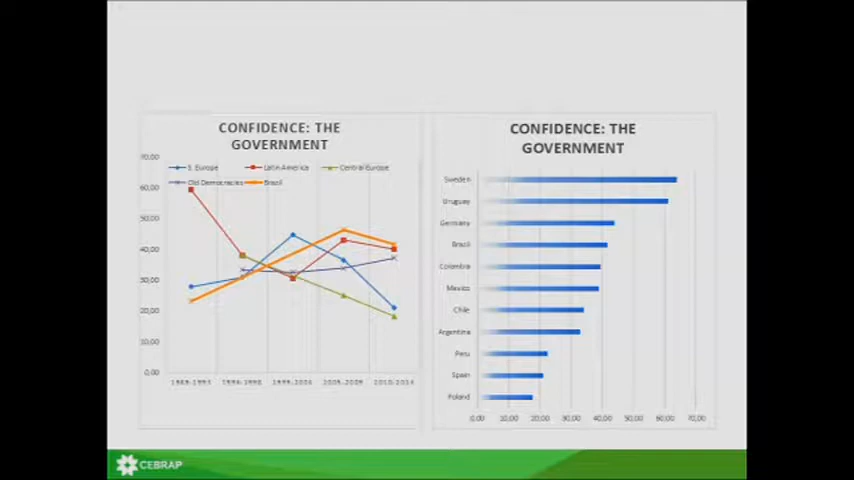 CONFIDENCE: THE
GOVERNMENT
70,00
S. Europe Latin America Central Europe
Old Democracies Brazil
60,00
50,00
40,00
30,00
20,00
10,00
0,00
1989-1993 1994-1998 1999-2004 2005-2009 2010-2014
CONFIDENCE: THE
GOVERNMENT
Sweden
Uruguay
Germany
Brazil
Colombia
Mexico
Chile
Argentina
Peru
Spain
Poland
0,00 10,00 20,00 30,00 40,00 50,00 60,00 70,00
CEBRAP